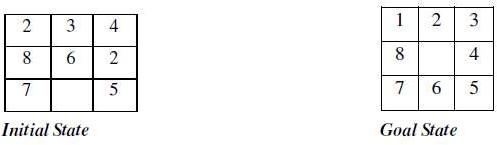 2 3 4
8 6 2
7 5
Initial State
1 2 3
8 4
7 6 5
Goal State